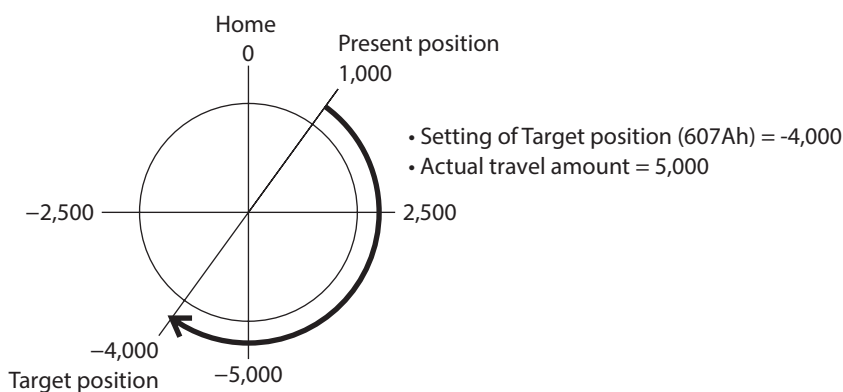 Home
0
Present position
1,000
• Setting of Target position (607Ah) = -4,000
• Actual travel amount = 5,000
−2,500
2,500
−4,000
Target position
−5,000